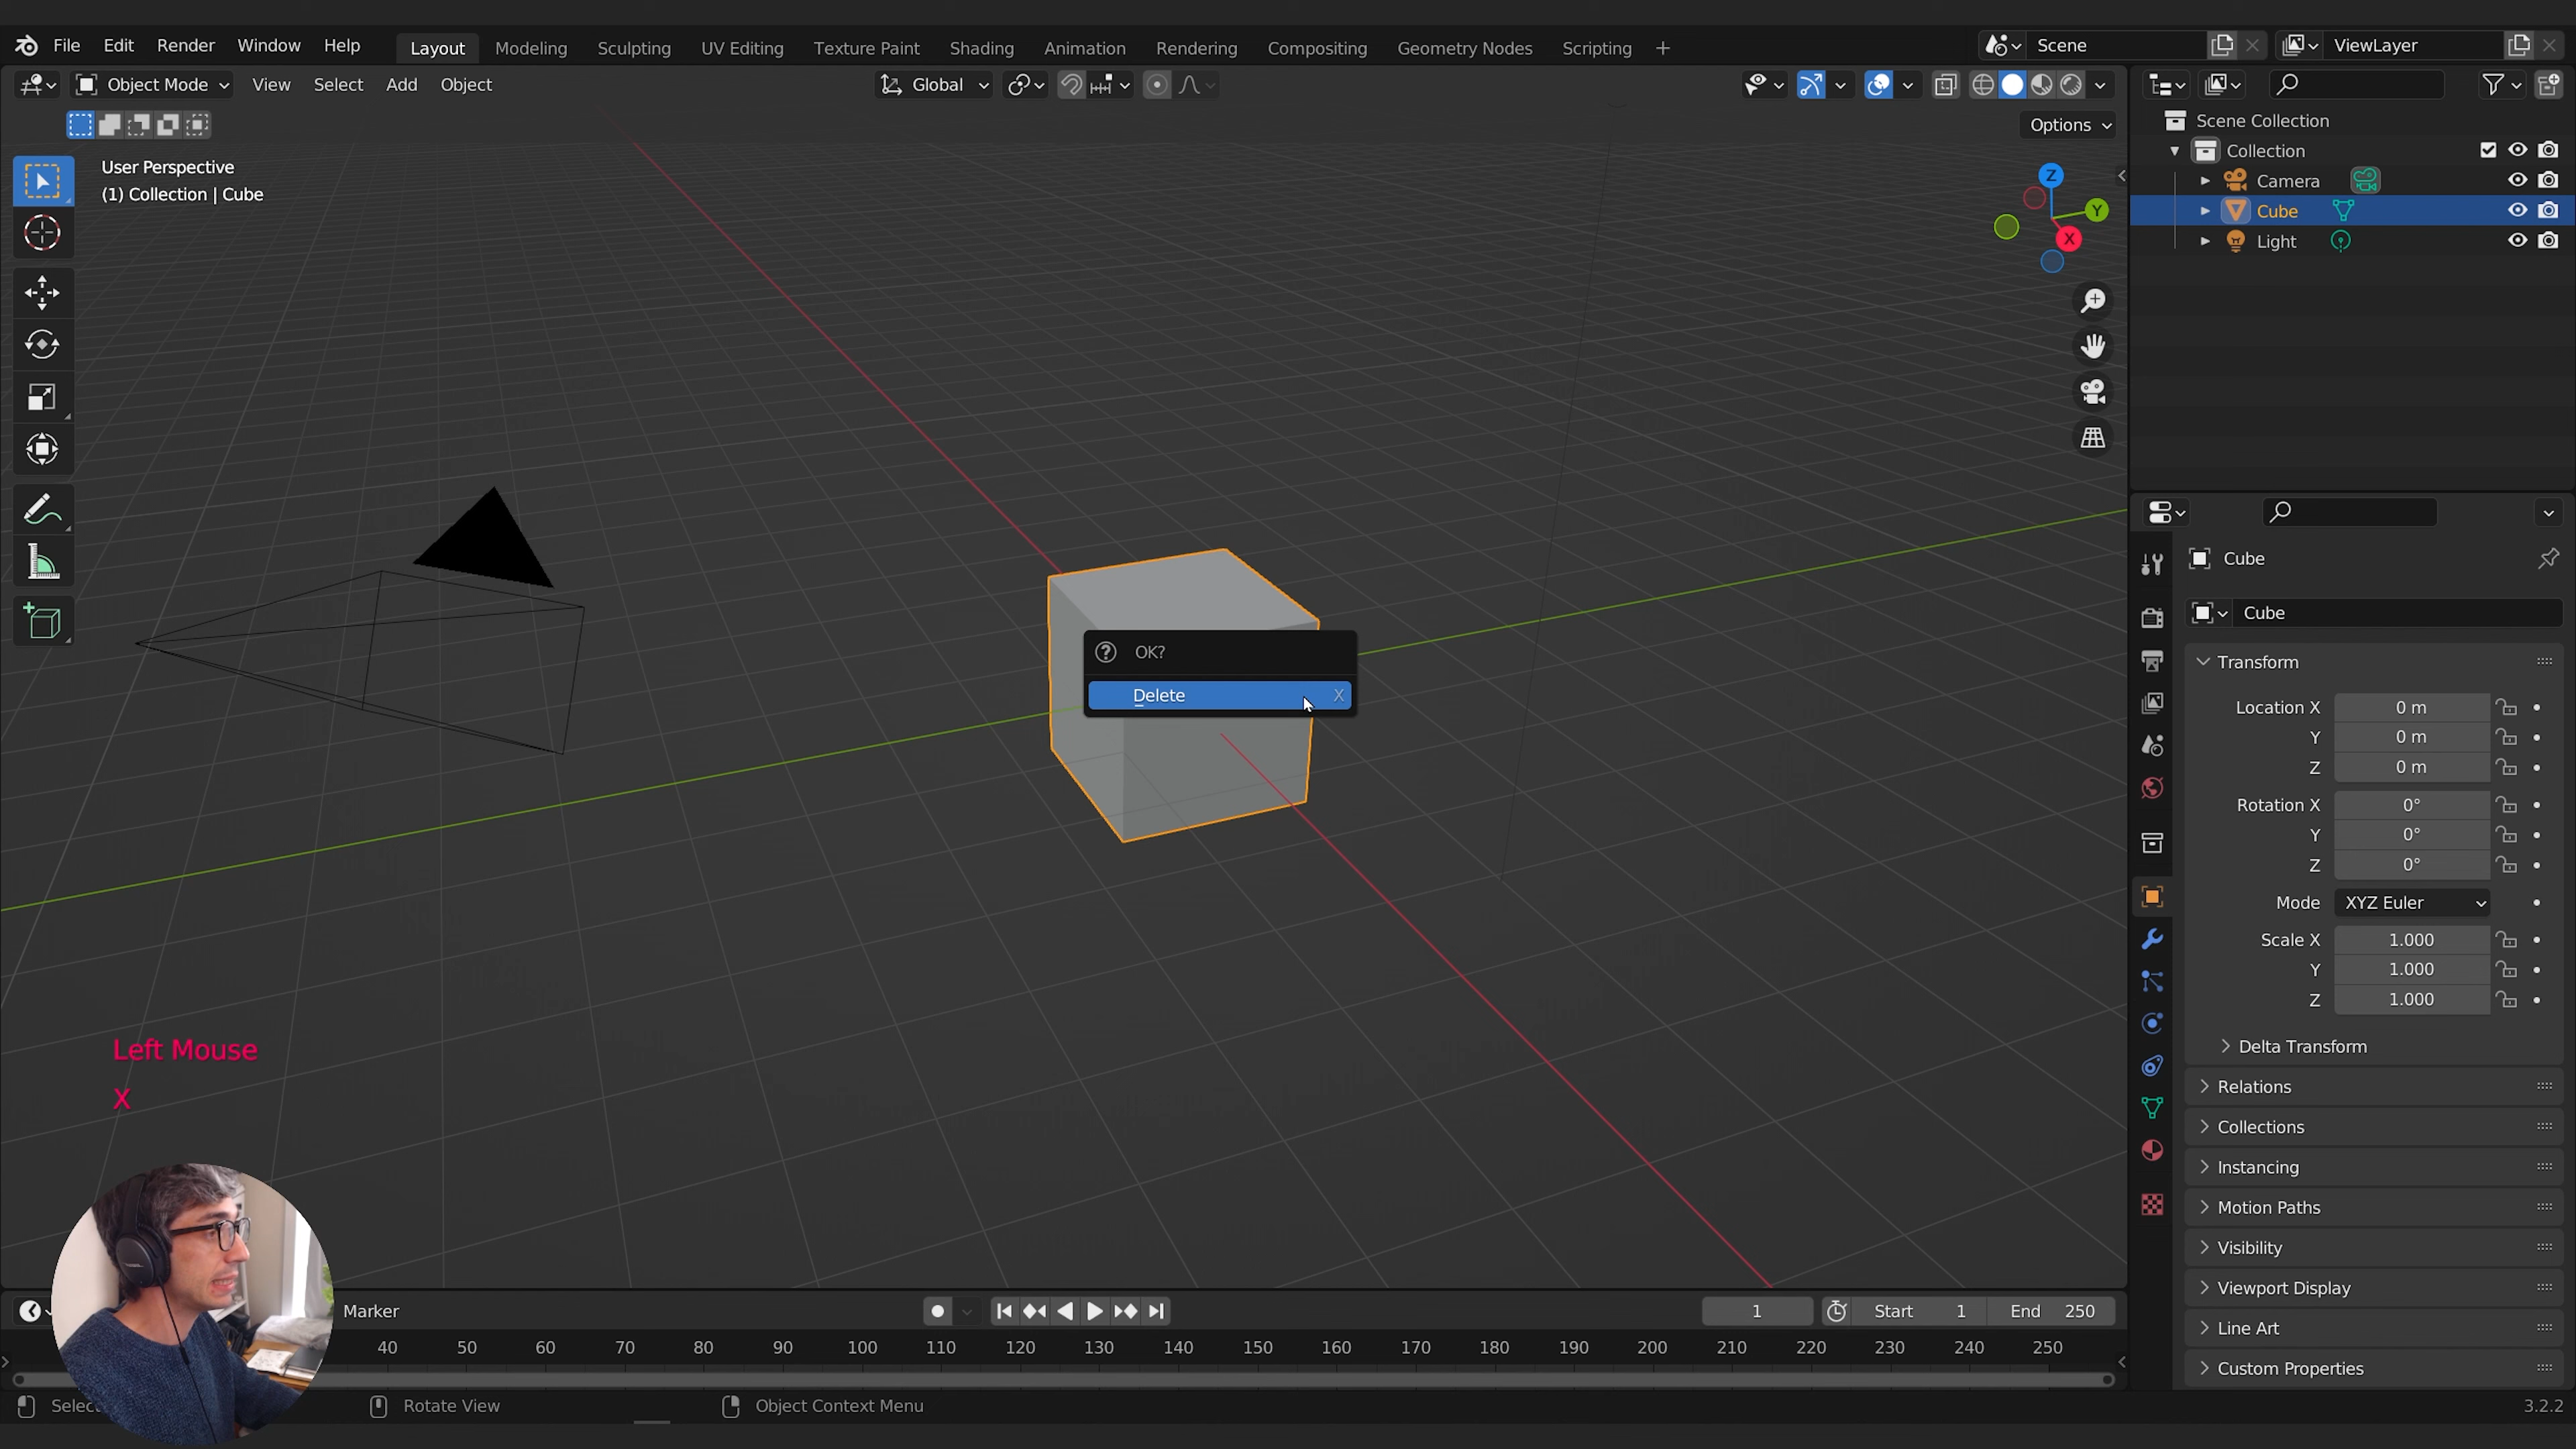 File Edit Render Window Help Layout Modeling Sculpting UV Editing Texture Paint Shading Animation Rendering Compositing Geometry Nodes Scripting + Scene ViewLayer
Object Mode View Select Add Object Global
Options
User Perspective
(1) Collection | Cube
Z
Y
X
Scene Collection
Collection
Camera
Cube
Light
OK?
Delete X
Left Mouse
X
Cube
Cube
Transform
Location X 0 m
Y 0 m
Z 0 m
Rotation X 0°
Y 0°
Z 0°
Mode XYZ Euler
Scale X 1.000
Y 1.000
Z 1.000
Delta Transform
Relations
Collections
Instancing
Motion Paths
Visibility
Viewport Display
Line Art
Custom Properties
Marker 1 Start 1 End 250
40 50 60 70 80 90 100 110 120 130 140 150 160 170 180 190 200 210 220 230 240 250
Rotate View Object Context Menu 3.2.2